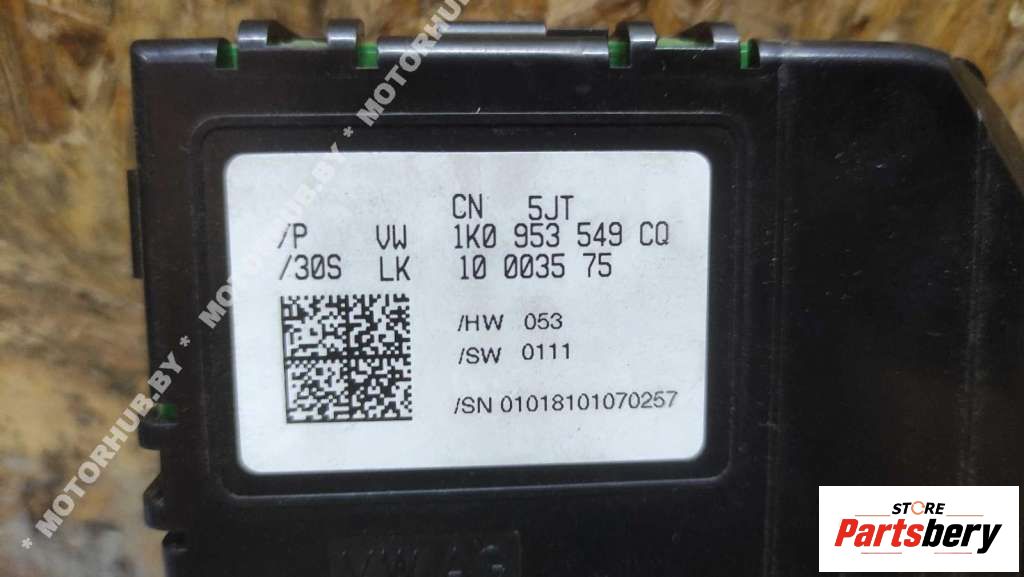 CN 5JT
/P VW 1K0 953 549 CQ
/30S LK 10 0035 75
/HW 053
/SW 0111
/SN 01018101070257
* MOTORHUB.BY * MOTORHUB.BY * MOTORHUB.BY
STORE
Partsbery